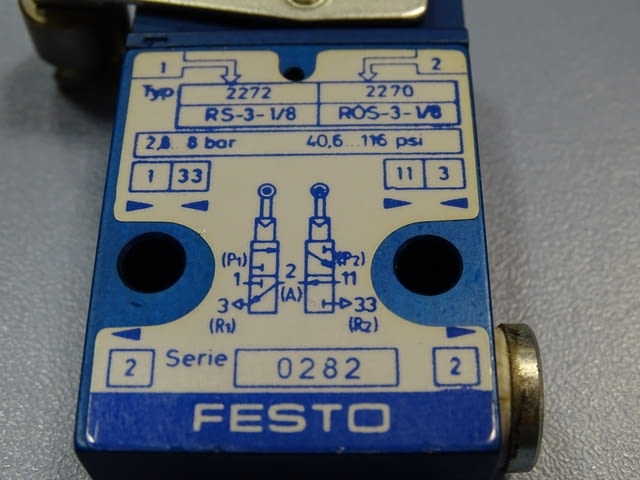 1 2
Typ 2272 2270
RS-3-1/8 ROS-3-1/8
2,8... 8 bar 40,6...116 psi
1 33 11 3
(P1) (P2)
1 2 11
(A)
3 33
(R1) (R2)
2 Serie 0282 2
FESTO